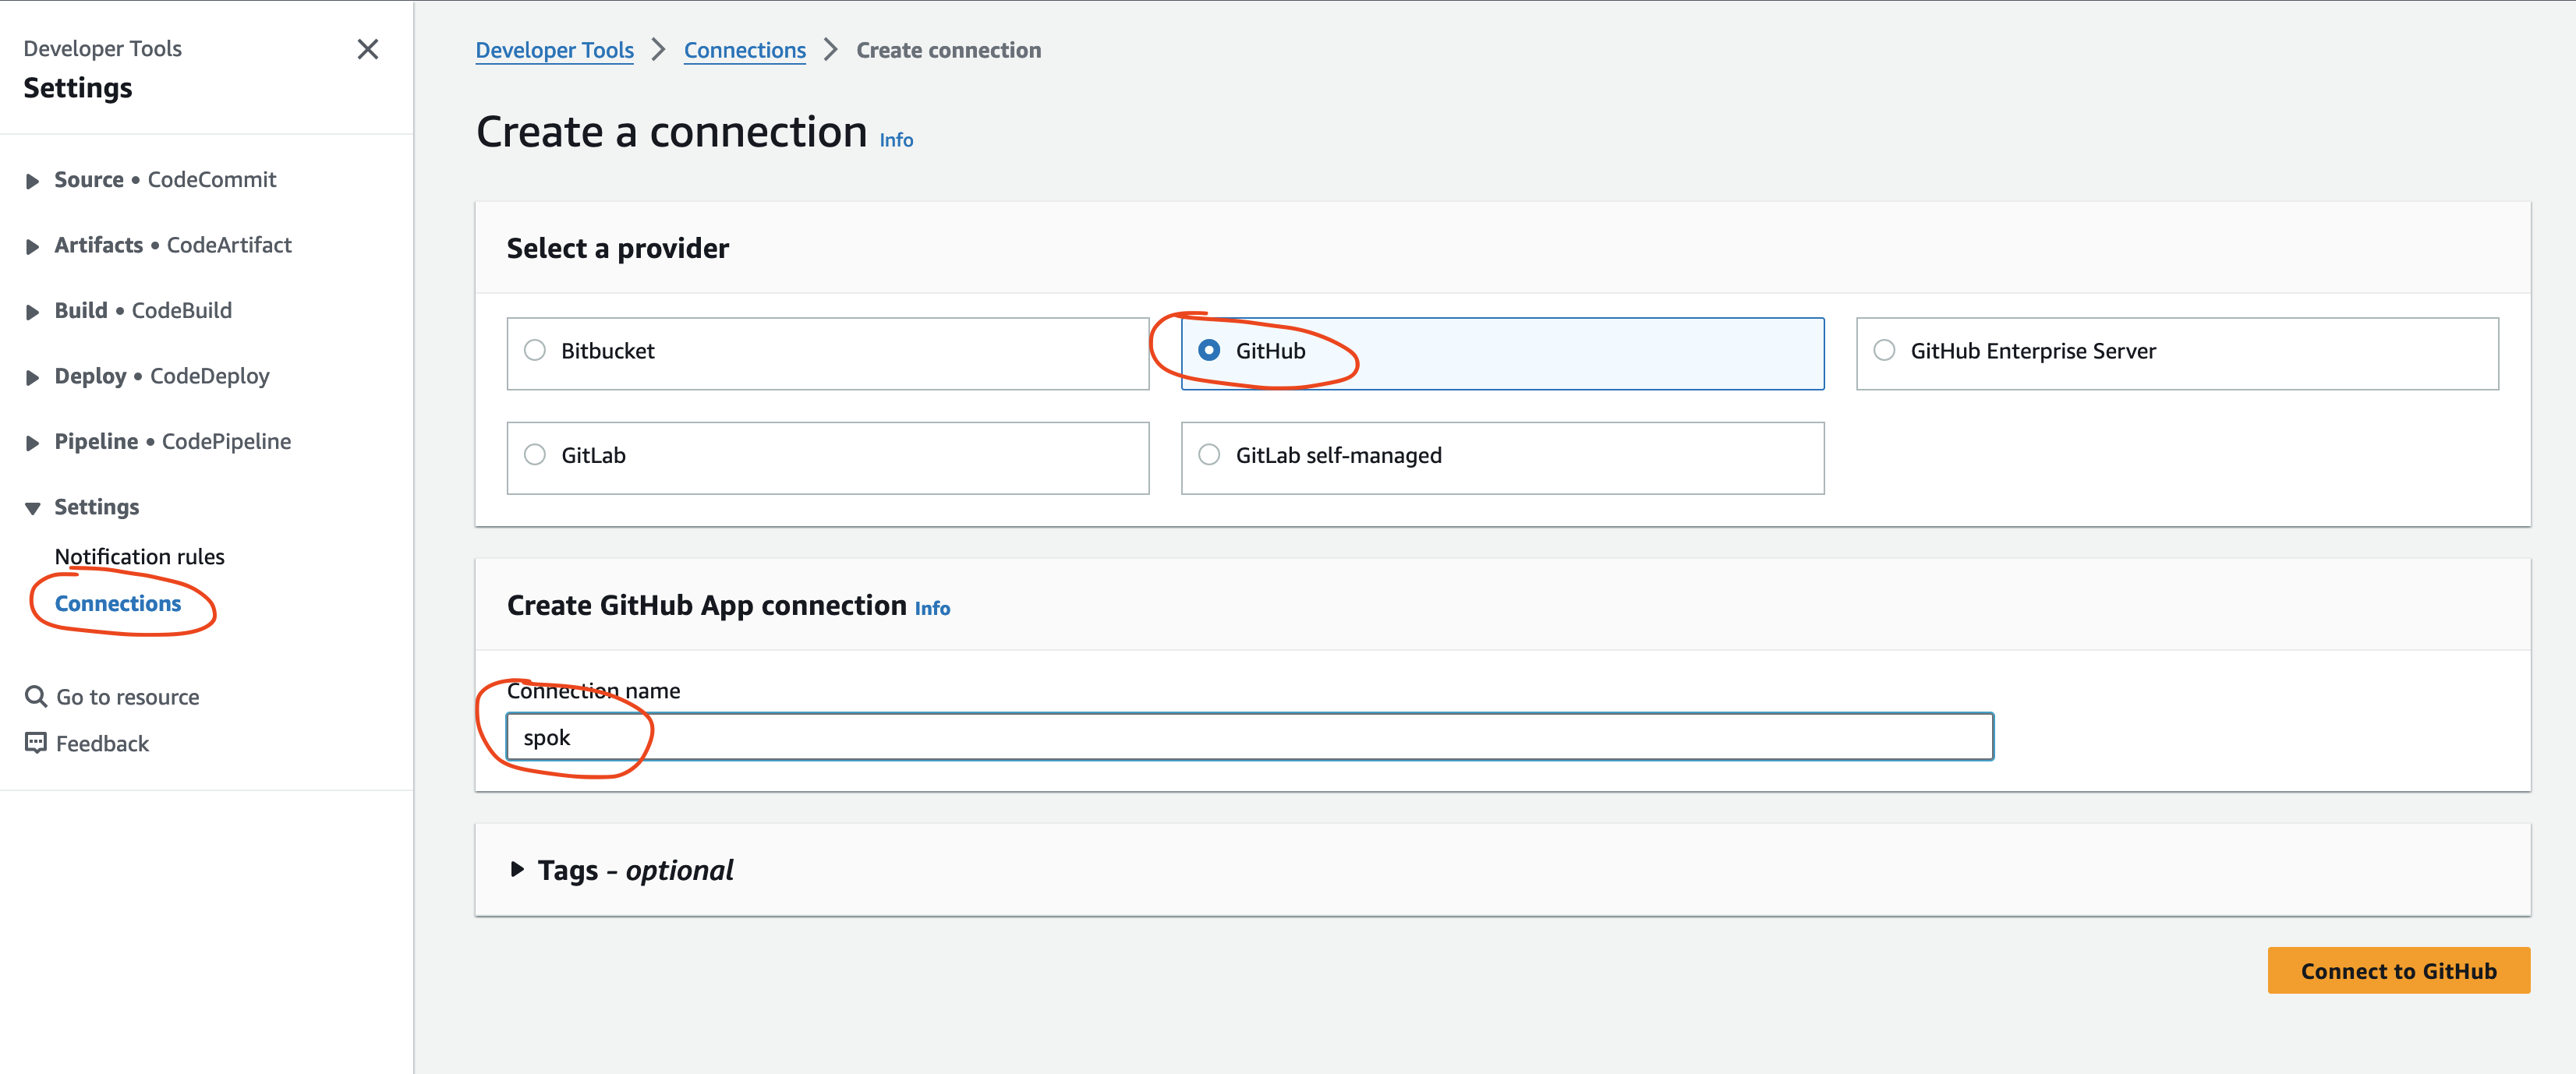 Developer Tools
Settings
Source • CodeCommit
Artifacts • CodeArtifact
Build • CodeBuild
Deploy • CodeDeploy
Pipeline • CodePipeline
Settings
Notification rules
Connections
Go to resource
Feedback
Developer Tools > Connections > Create connection
Create a connection Info
Select a provider
Bitbucket
GitHub
GitHub Enterprise Server
GitLab
GitLab self-managed
Create GitHub App connection Info
Connection name
spok
Tags - optional
Connect to GitHub